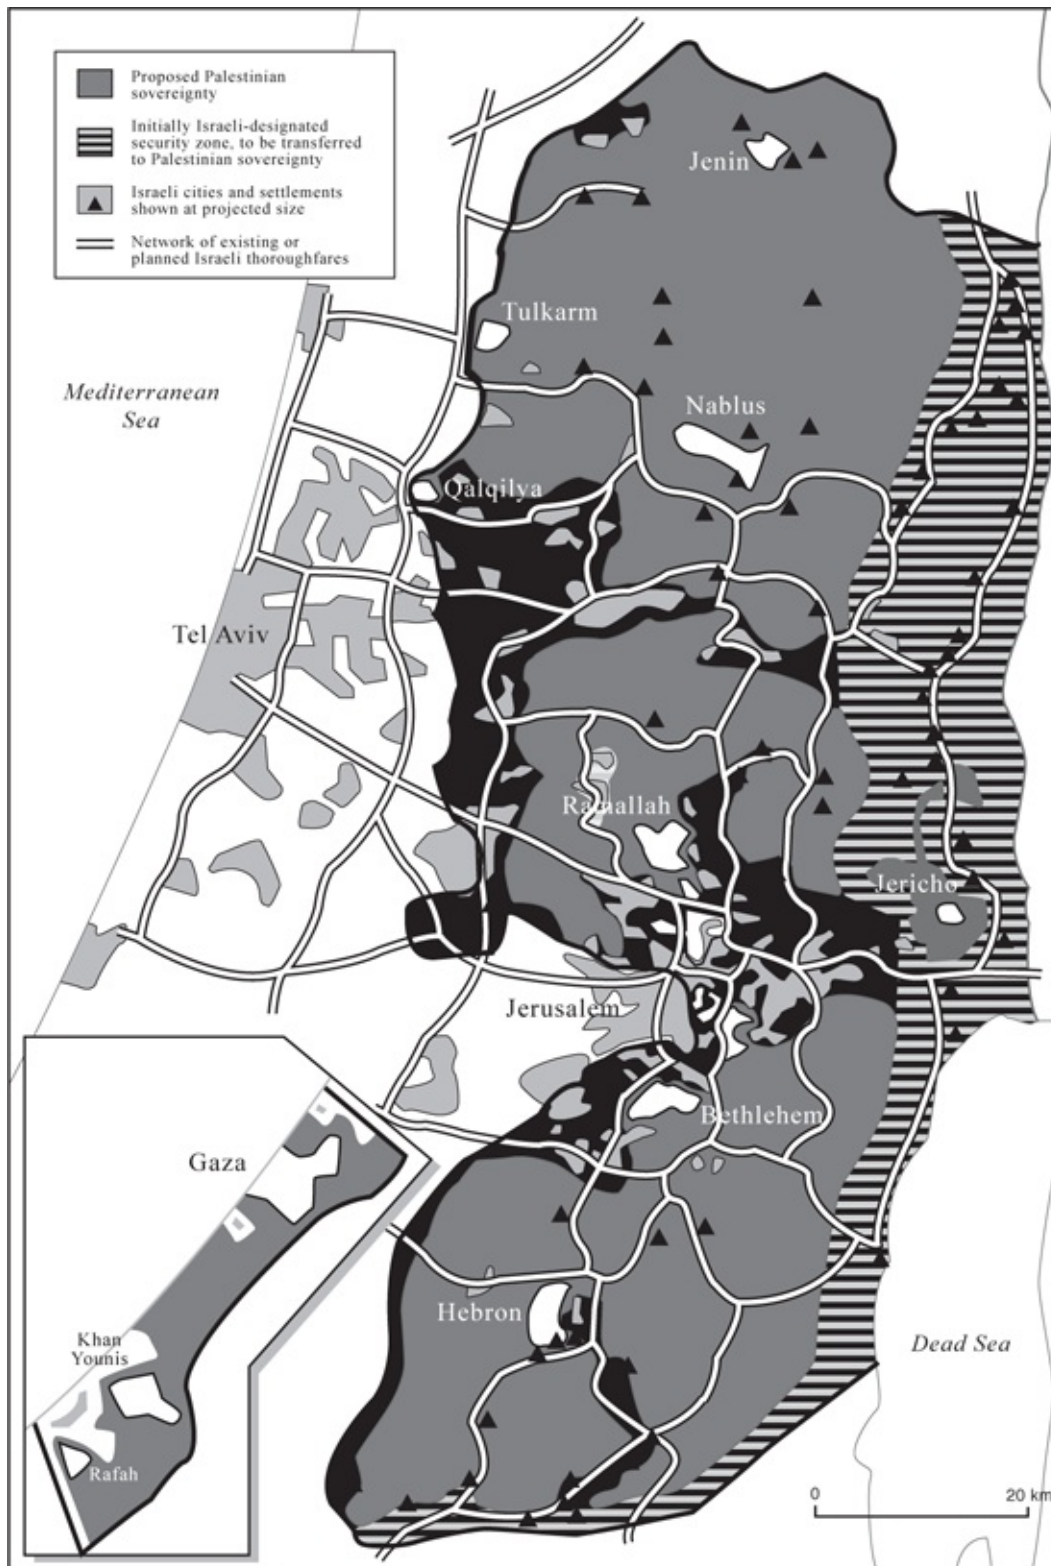 Proposed Palestinian
sovereignty
Initially Israeli-designated
security zone, to be transferred
to Palestinian sovereignty
Israeli cities and settlements
shown at projected size
Network of existing or
planned Israeli thoroughfares
Jenin
Tulkarm
Mediterranean
Sea
Nablus
Qalqilya
Tel Aviv
Ramallah
Jericho
Jerusalem
Bethlehem
Gaza
Hebron
Khan
Younis
Dead Sea
Rafah
0 20 km